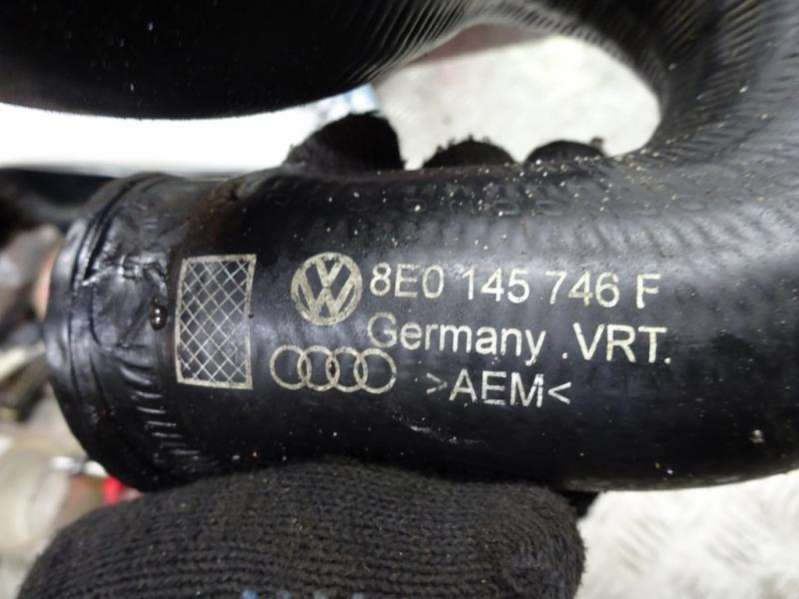 8E0 145 746 F
Germany .VRT.
>AEM<